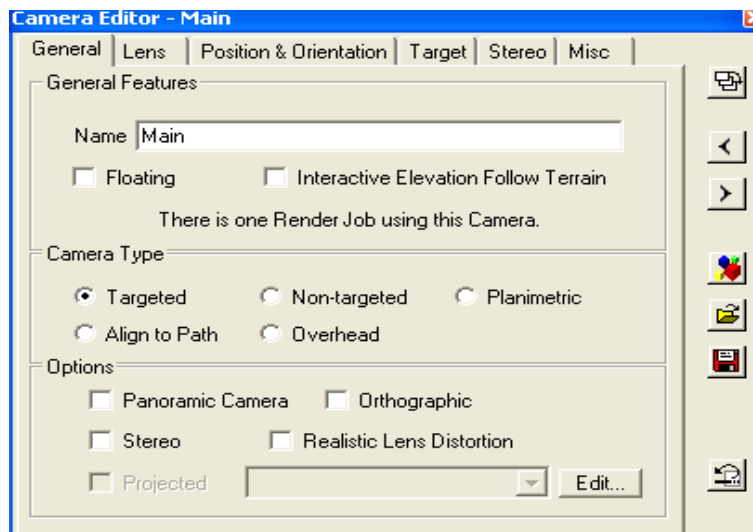 Camera Editor - Main
General Lens Position & Orientation Target Stereo Misc
General Features
Name Main
Floating Interactive Elevation Follow Terrain
There is one Render Job using this Camera.
Camera Type
Targeted Non-targeted Planimetric
Align to Path Overhead
Options
Panoramic Camera Orthographic
Stereo Realistic Lens Distortion
Projected Edit...